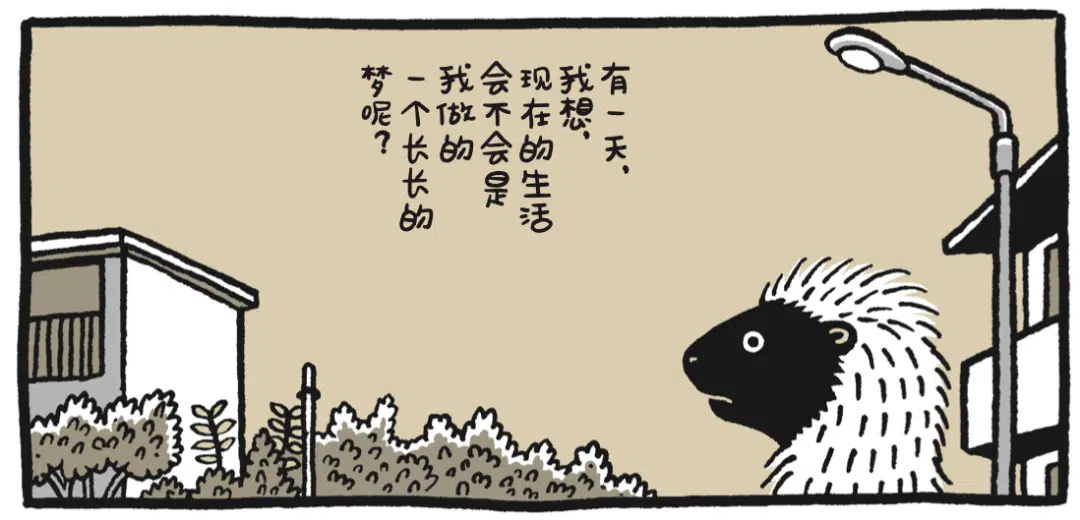 有一天，
我想，
现在的生活
会不会是
我做的
一个长长的
梦呢？